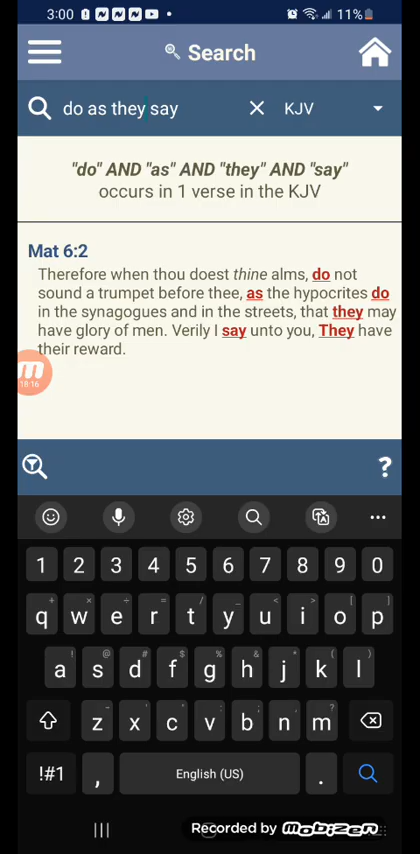 3:00 N N N 11%
Search
do as they say KJV
"do" AND "as" AND "they" AND "say"
occurs in 1 verse in the KJV
Mat 6:2
Therefore when thou doest thine alms, do not
sound a trumpet before thee, as the hypocrites do
in the synagogues and in the streets, that they may
have glory of men. Verily I say unto you, They have
their reward.
18:16
?
1 2 3 4 5 6 7 8 9 0
+ × ÷ = / _ < > [ ]
q w e r t y u i o p
! @ # $ % & * ( )
a s d f g h j k l
- ' " : ; , ?
z x c v b n m
!#1 , English (US) .
Recorded by mobizen